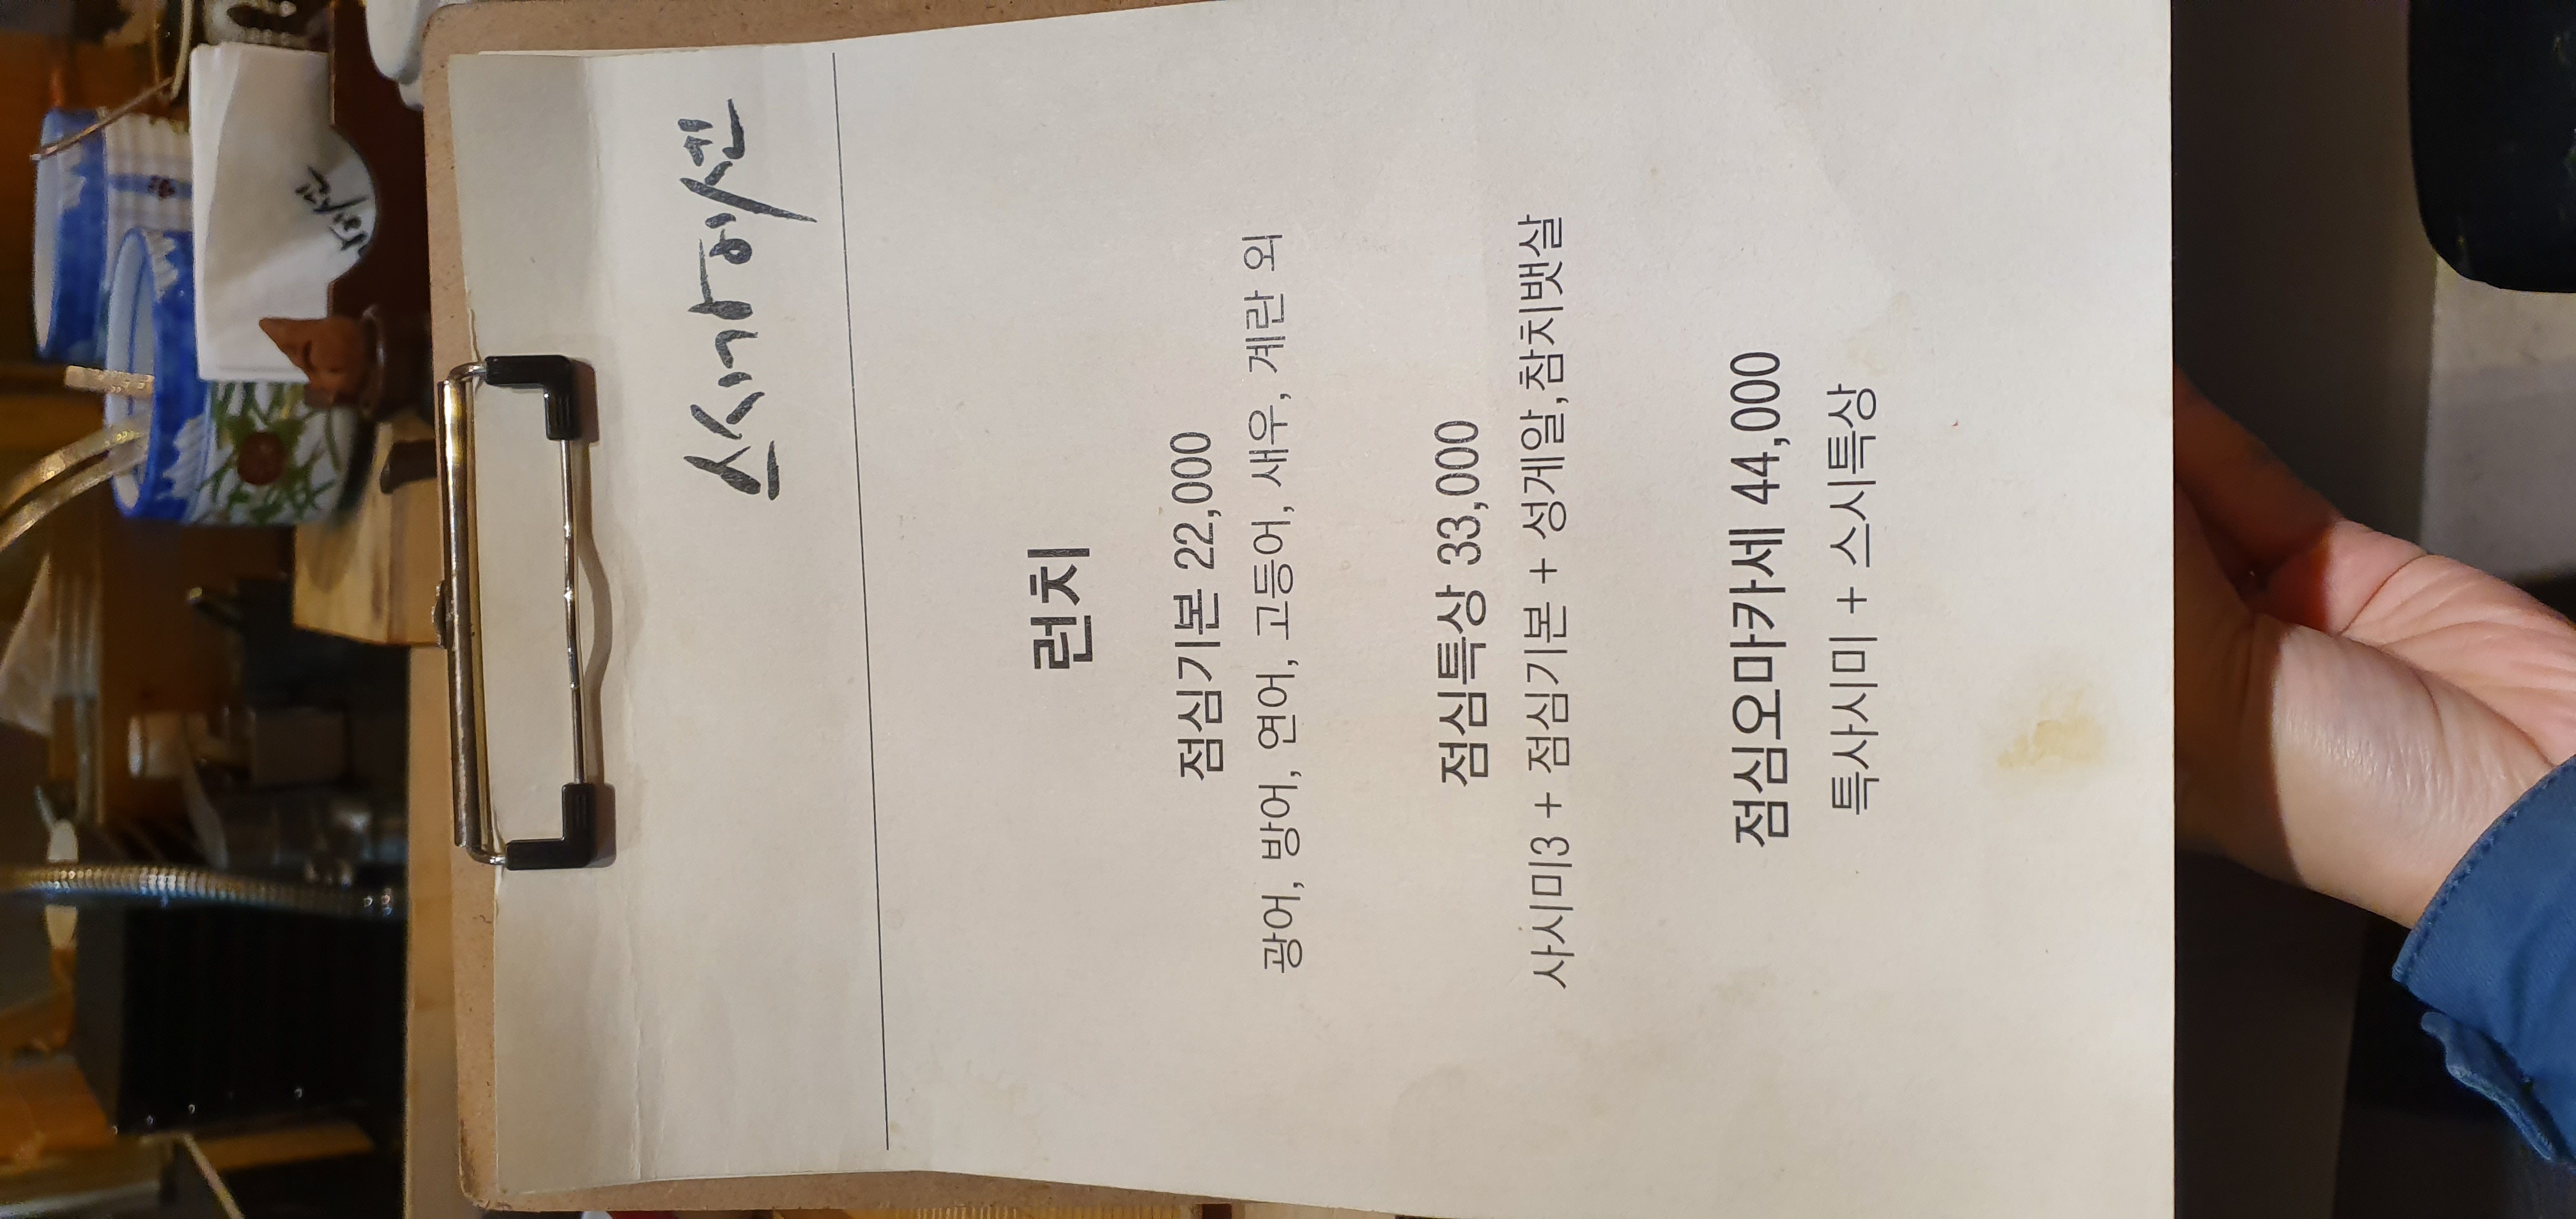 스시가하센
런치
점심기본 22,000
광어, 방어, 연어, 고등어, 새우, 계란 외
점심특상 33,000
사시미3 + 점심기본 + 성게알,참치뱃살
점심오마카세 44,000
특사시미 + 스시특상